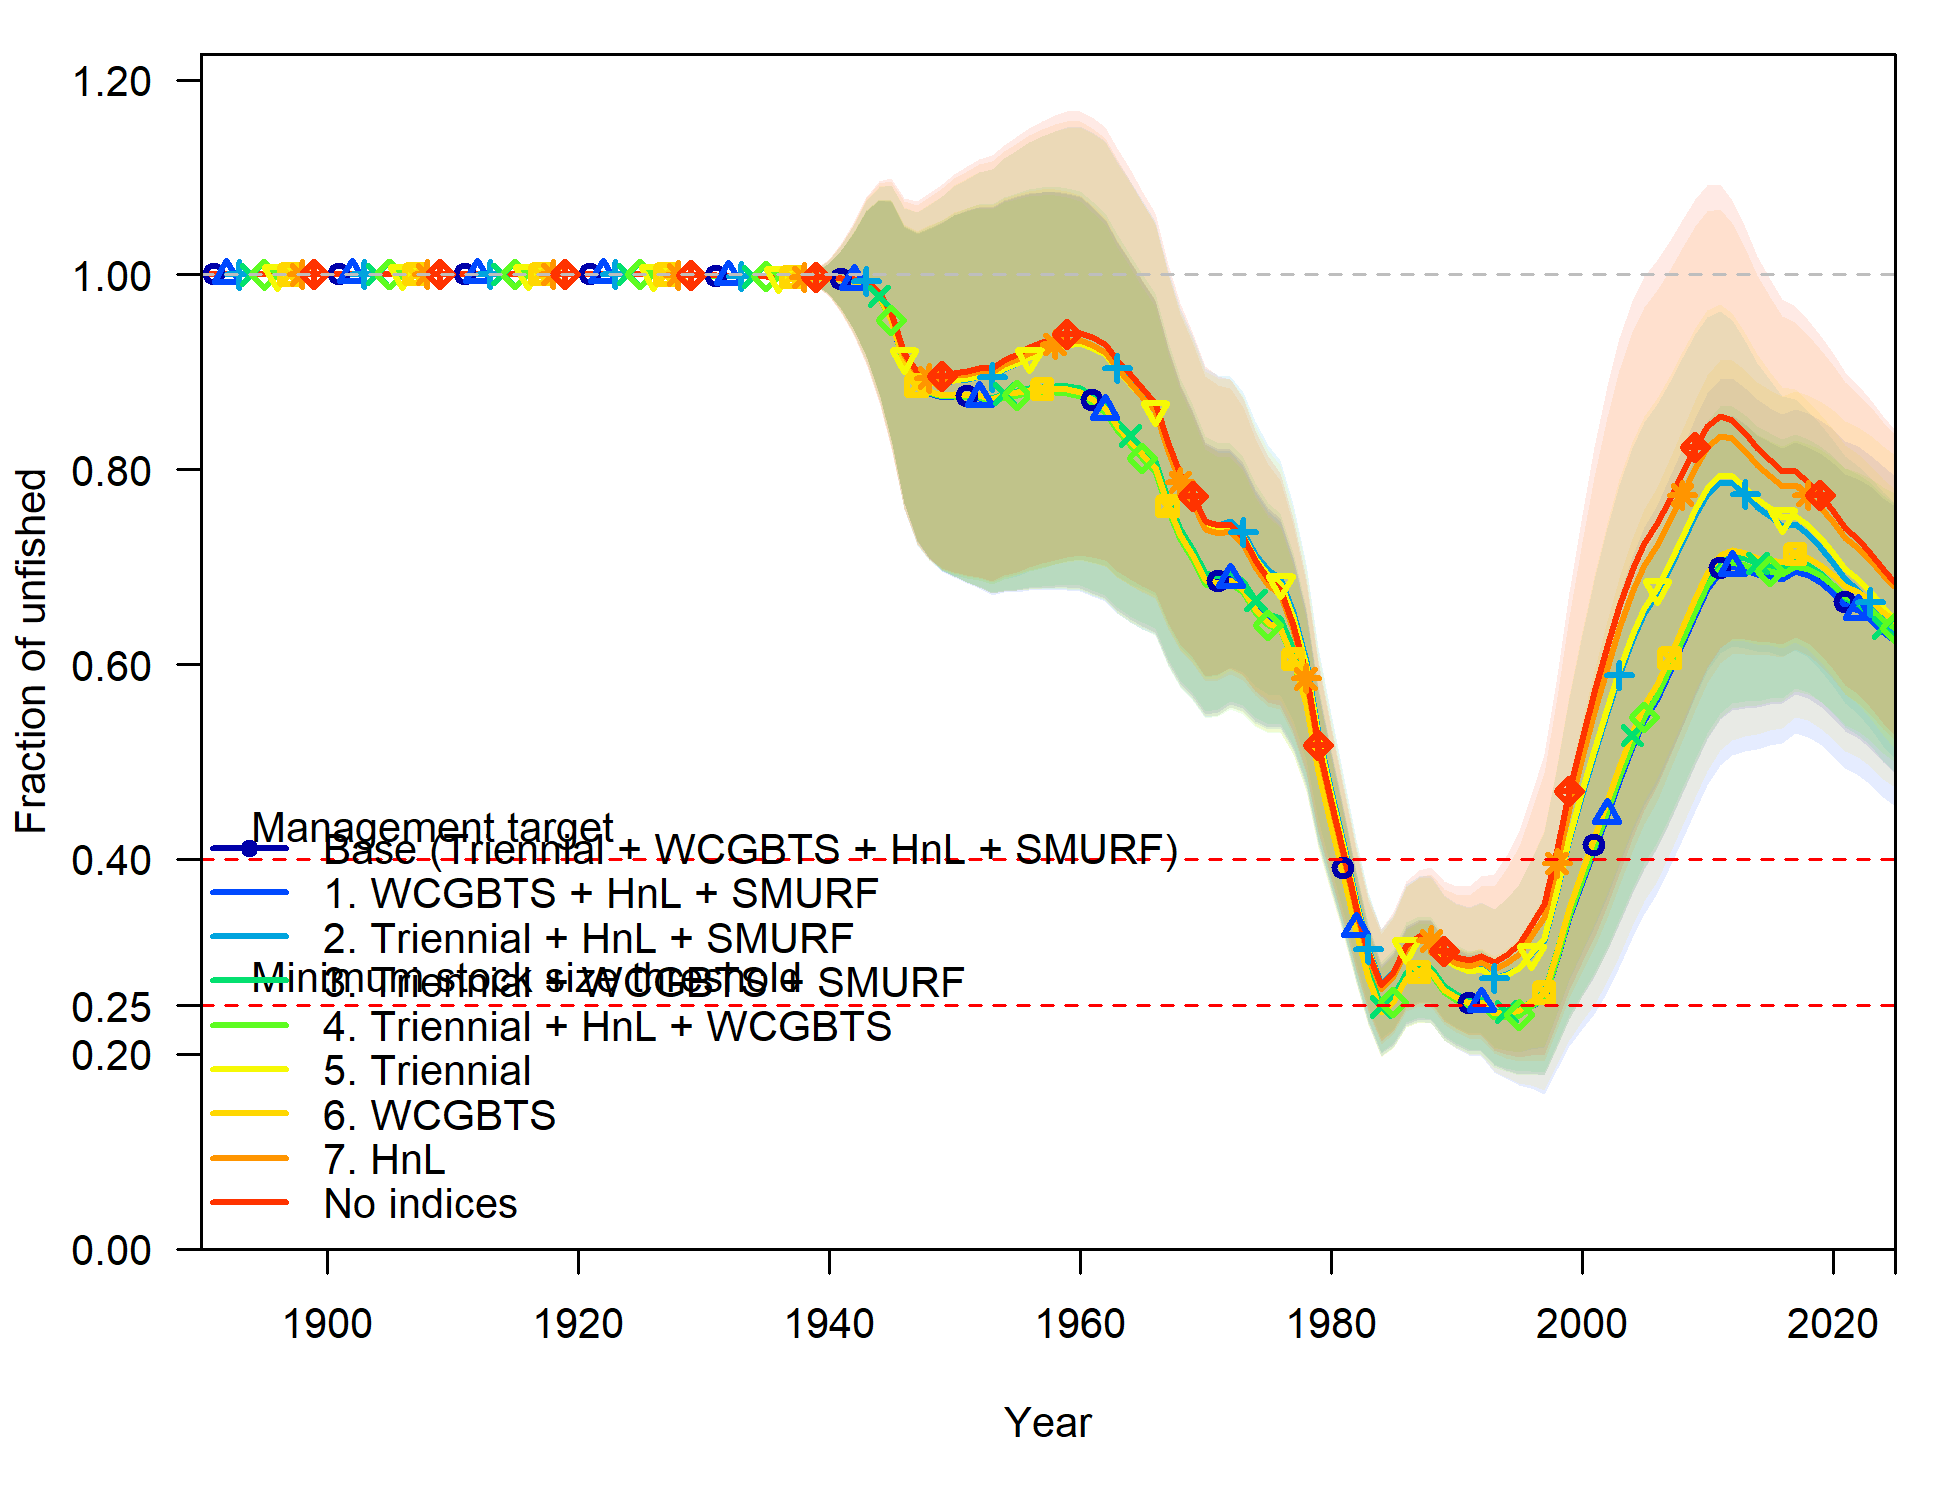 1.20
1.00
0.80
0.60
0.40
0.25
0.20
0.00
Fraction of unfished
Management target
Base (Triennial + WCGBTS + HnL + SMURF)
1. WCGBTS + HnL + SMURF
2. Triennial + HnL + SMURF
Minimum stock size threshold
3. Triennial + WCGBTS + SMURF
4. Triennial + HnL + WCGBTS
5. Triennial
6. WCGBTS
7. HnL
No indices
1900 1920 1940 1960 1980 2000 2020
Year